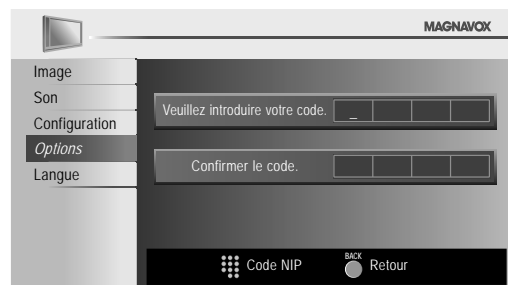 MAGNAVOX
Image
Son
Configuration
Options
Langue
Veuillez introduire votre code. _
Confirmer le code.
Code NIP
BACK Retour